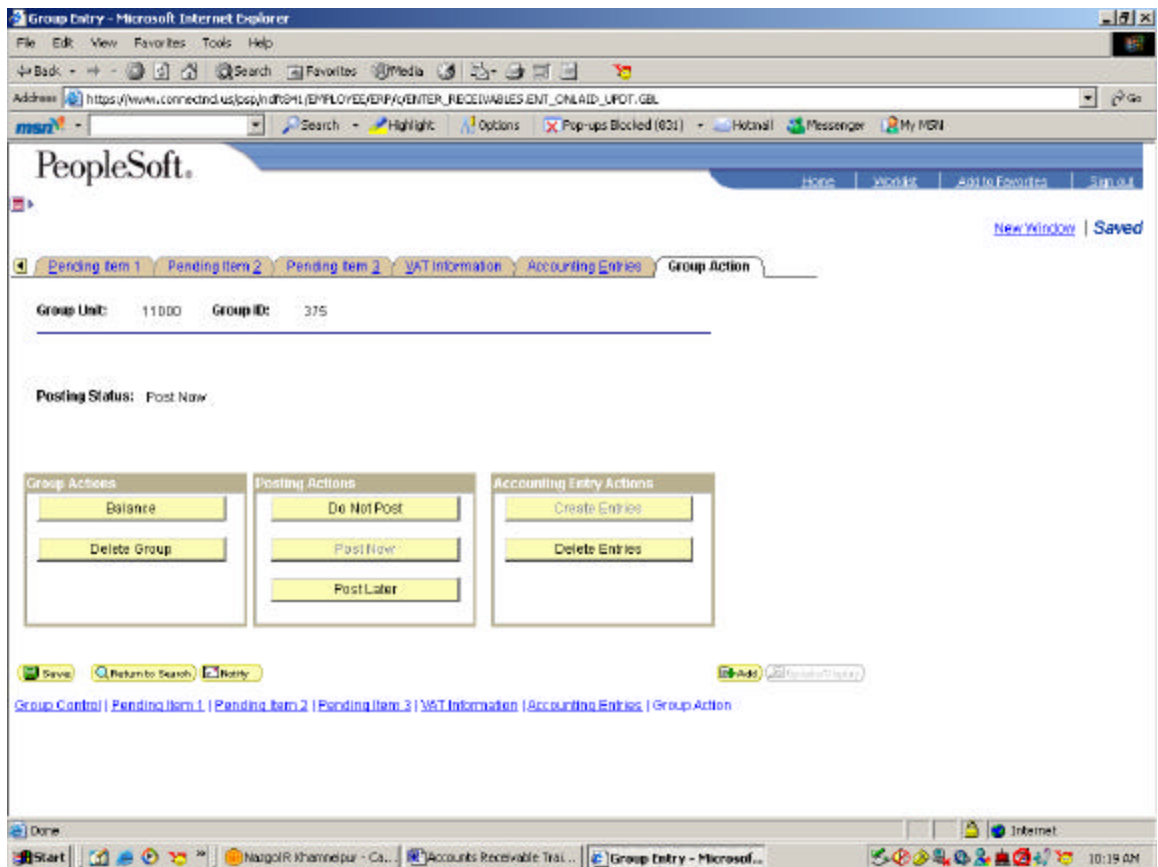 Group Entry - Microsoft Internet Explorer
File Edit View Favorites Tools Help
Back Search Favorites Media
Address https://www.connectnd.us/psp/ndft841/EMPLOYEE/ERP/c/ENTER_RECEIVABLES.ENT_ONLAID_UPDT.GBL Go
msn Search Highlight Options Pop-ups Blocked (831) Hotmail Messenger My MSN
PeopleSoft.
Home Worklist Add to Favorites Sign out
New Window | Saved
Pending Item 1 Pending Item 2 Pending Item 3 VAT Information Accounting Entries Group Action
Group Unit: 11000 Group ID: 375
Posting Status: Post Now
Group Actions Posting Actions Accounting Entry Actions
Balance Do Not Post Create Entries
Delete Group Post Now Delete Entries
Post Later
Save Return to Search Notify Add Update/Display
Group Control | Pending Item 1 | Pending Item 2 | Pending Item 3 | VAT Information | Accounting Entries | Group Action
Done Internet
Start Accounts Receivable Trai... Group Entry - Microsof... 10:19 AM